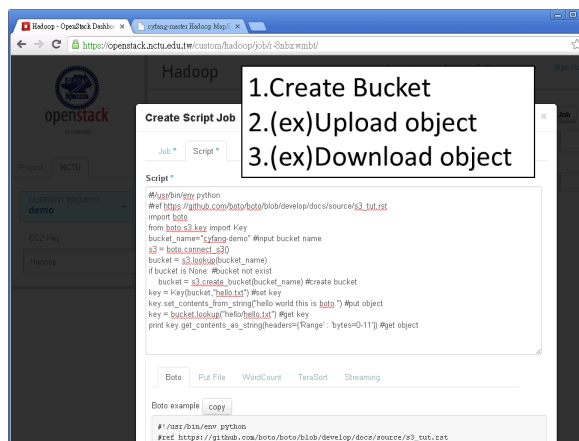 Hadoop - OpenStack Dashbo
cyfang-master Hadoop Map/
https://openstack.nctu.edu.tw/custom/hadoop/job/r-8nbxwmbt/
openstack
Hadoop
Sign Ou
1.Create Bucket
2.(ex)Upload object
3.(ex)Download object
Project
NCTU
CURRENT PROJECT
demo
EC2 Key
Hadoop
Job
Create Script Job
×
Job *
Script *
Script *
#!/usr/bin/env python
#ref https://github.com/boto/boto/blob/develop/docs/source/s3_tut.rst
import boto
from boto.s3.key import Key
bucket_name="cyfang-demo" #input bucket name
s3 = boto.connect_s3()
bucket = s3.lookup(bucket_name)
if bucket is None: #bucket not exist
bucket = s3.create_bucket(bucket_name) #create bucket
key = Key(bucket,"hello.txt") #set key
key.set_contents_from_string("hello world this is boto.") #put object
key = bucket.lookup("hello/hello.txt") #get key
print key.get_contents_as_string(headers={'Range' : 'bytes=0-11'}) #get object
Boto
Put File
WordCount
TeraSort
Streaming
Boto example
copy
#!/usr/bin/env python
#ref https://github.com/boto/boto/blob/develop/docs/source/s3_tut.rst